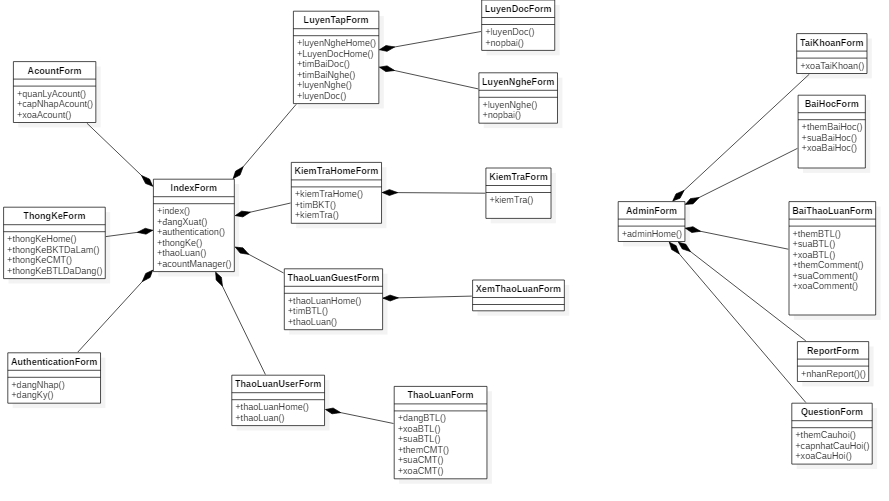 LuyenTapForm
+luyenNgheHome()
+LuyenDocHome()
+timBaiDoc()
+timBaiNghe()
+luyenNghe()
+luyenDoc()
LuyenDocForm
+luyenDoc()
+nopbai()
LuyenNgheForm
+luyenNghe()
+nopbai()
AcountForm
+quanLyAcount()
+capNhapAcount()
+xoaAcount()
IndexForm
+index()
+đangXuat()
+authentication()
+thongKe()
+thaoLuan()
+acountManager()
KiemTraHomeForm
+kiemTraHome()
+timBKT()
+kiemTra()
KiemTraForm
+kiemTra()
ThongKeForm
+thongKeHome()
+thongKeBKTDaLam()
+thongKeCMT()
+thongKeBTLDaDang()
ThaoLuanGuestForm
+thaoLuanHome()
+timBTL()
+thaoLuan()
XemThaoLuanForm
AuthenticationForm
+dangNhap()
+dangKy()
ThaoLuanUserForm
+thaoLuanHome()
+thaoLuan()
ThaoLuanForm
+dangBTL()
+xoaBTL()
+suaBTL()
+themCMT()
+suaCMT()
+xoaCMT()
TaiKhoanForm
+xoaTaiKhoan()
BaiHocForm
+themBaiHoc()
+suaBaiHoc()
+xoaBaiHoc()
AdminForm
+adminHome()
BaiThaoLuanForm
+themBTL()
+suaBTL()
+xoaBTL()
+themComment()
+suaComment()
+xoaComment()
ReportForm
+nhanReport()()
QuestionForm
+themCauhoi()
+capnhatCauHoi()
+xoaCauHoi()